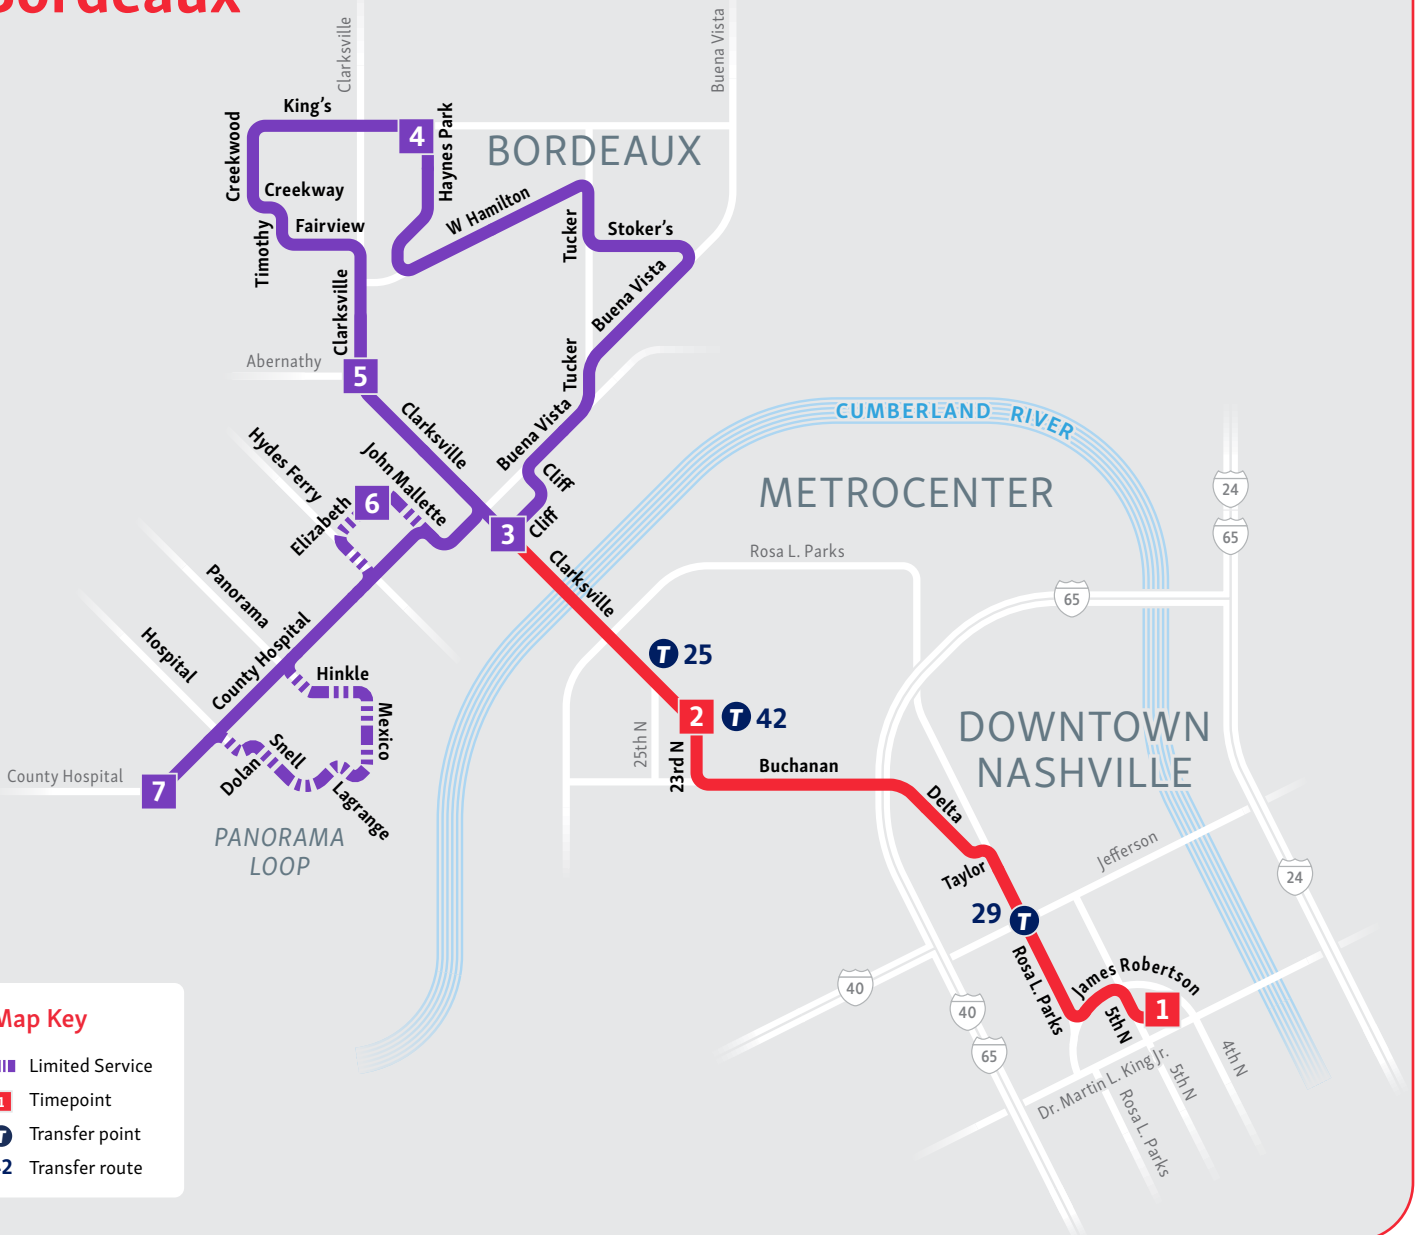 Bordeaux
Clarksville
Buena Vista
King's
4
Haynes Park
Creekwood
BORDEAUX
Creekway
W Hamilton
Timothy
Fairview
Tucker
Stoker's
Clarksville
Buena Vista
Abernathy
5
Tucker
Clarksville
Buena Vista
CUMBERLAND RIVER
Hydes Ferry
John Mallette
Cliff
METROCENTER
24
65
6
Elizabeth
3
Cliff
Rosa L. Parks
Clarksville
Panorama
65
Hospital
County Hospital
T 25
Hinkle
2
T 42
Mexico
25th N
23rd N
DOWNTOWN
NASHVILLE
Snell
Dolan
Buchanan
County Hospital
7
Lagrange
Delta
PANORAMA
LOOP
Jefferson
Taylor
24
29 T
Rosa L. Parks
James Robertson
40
40
5th N
1
65
Dr. Martin L. King Jr.
5th N
4th N
Rosa L. Parks
Map Key
Limited Service
1 Timepoint
T Transfer point
42 Transfer route